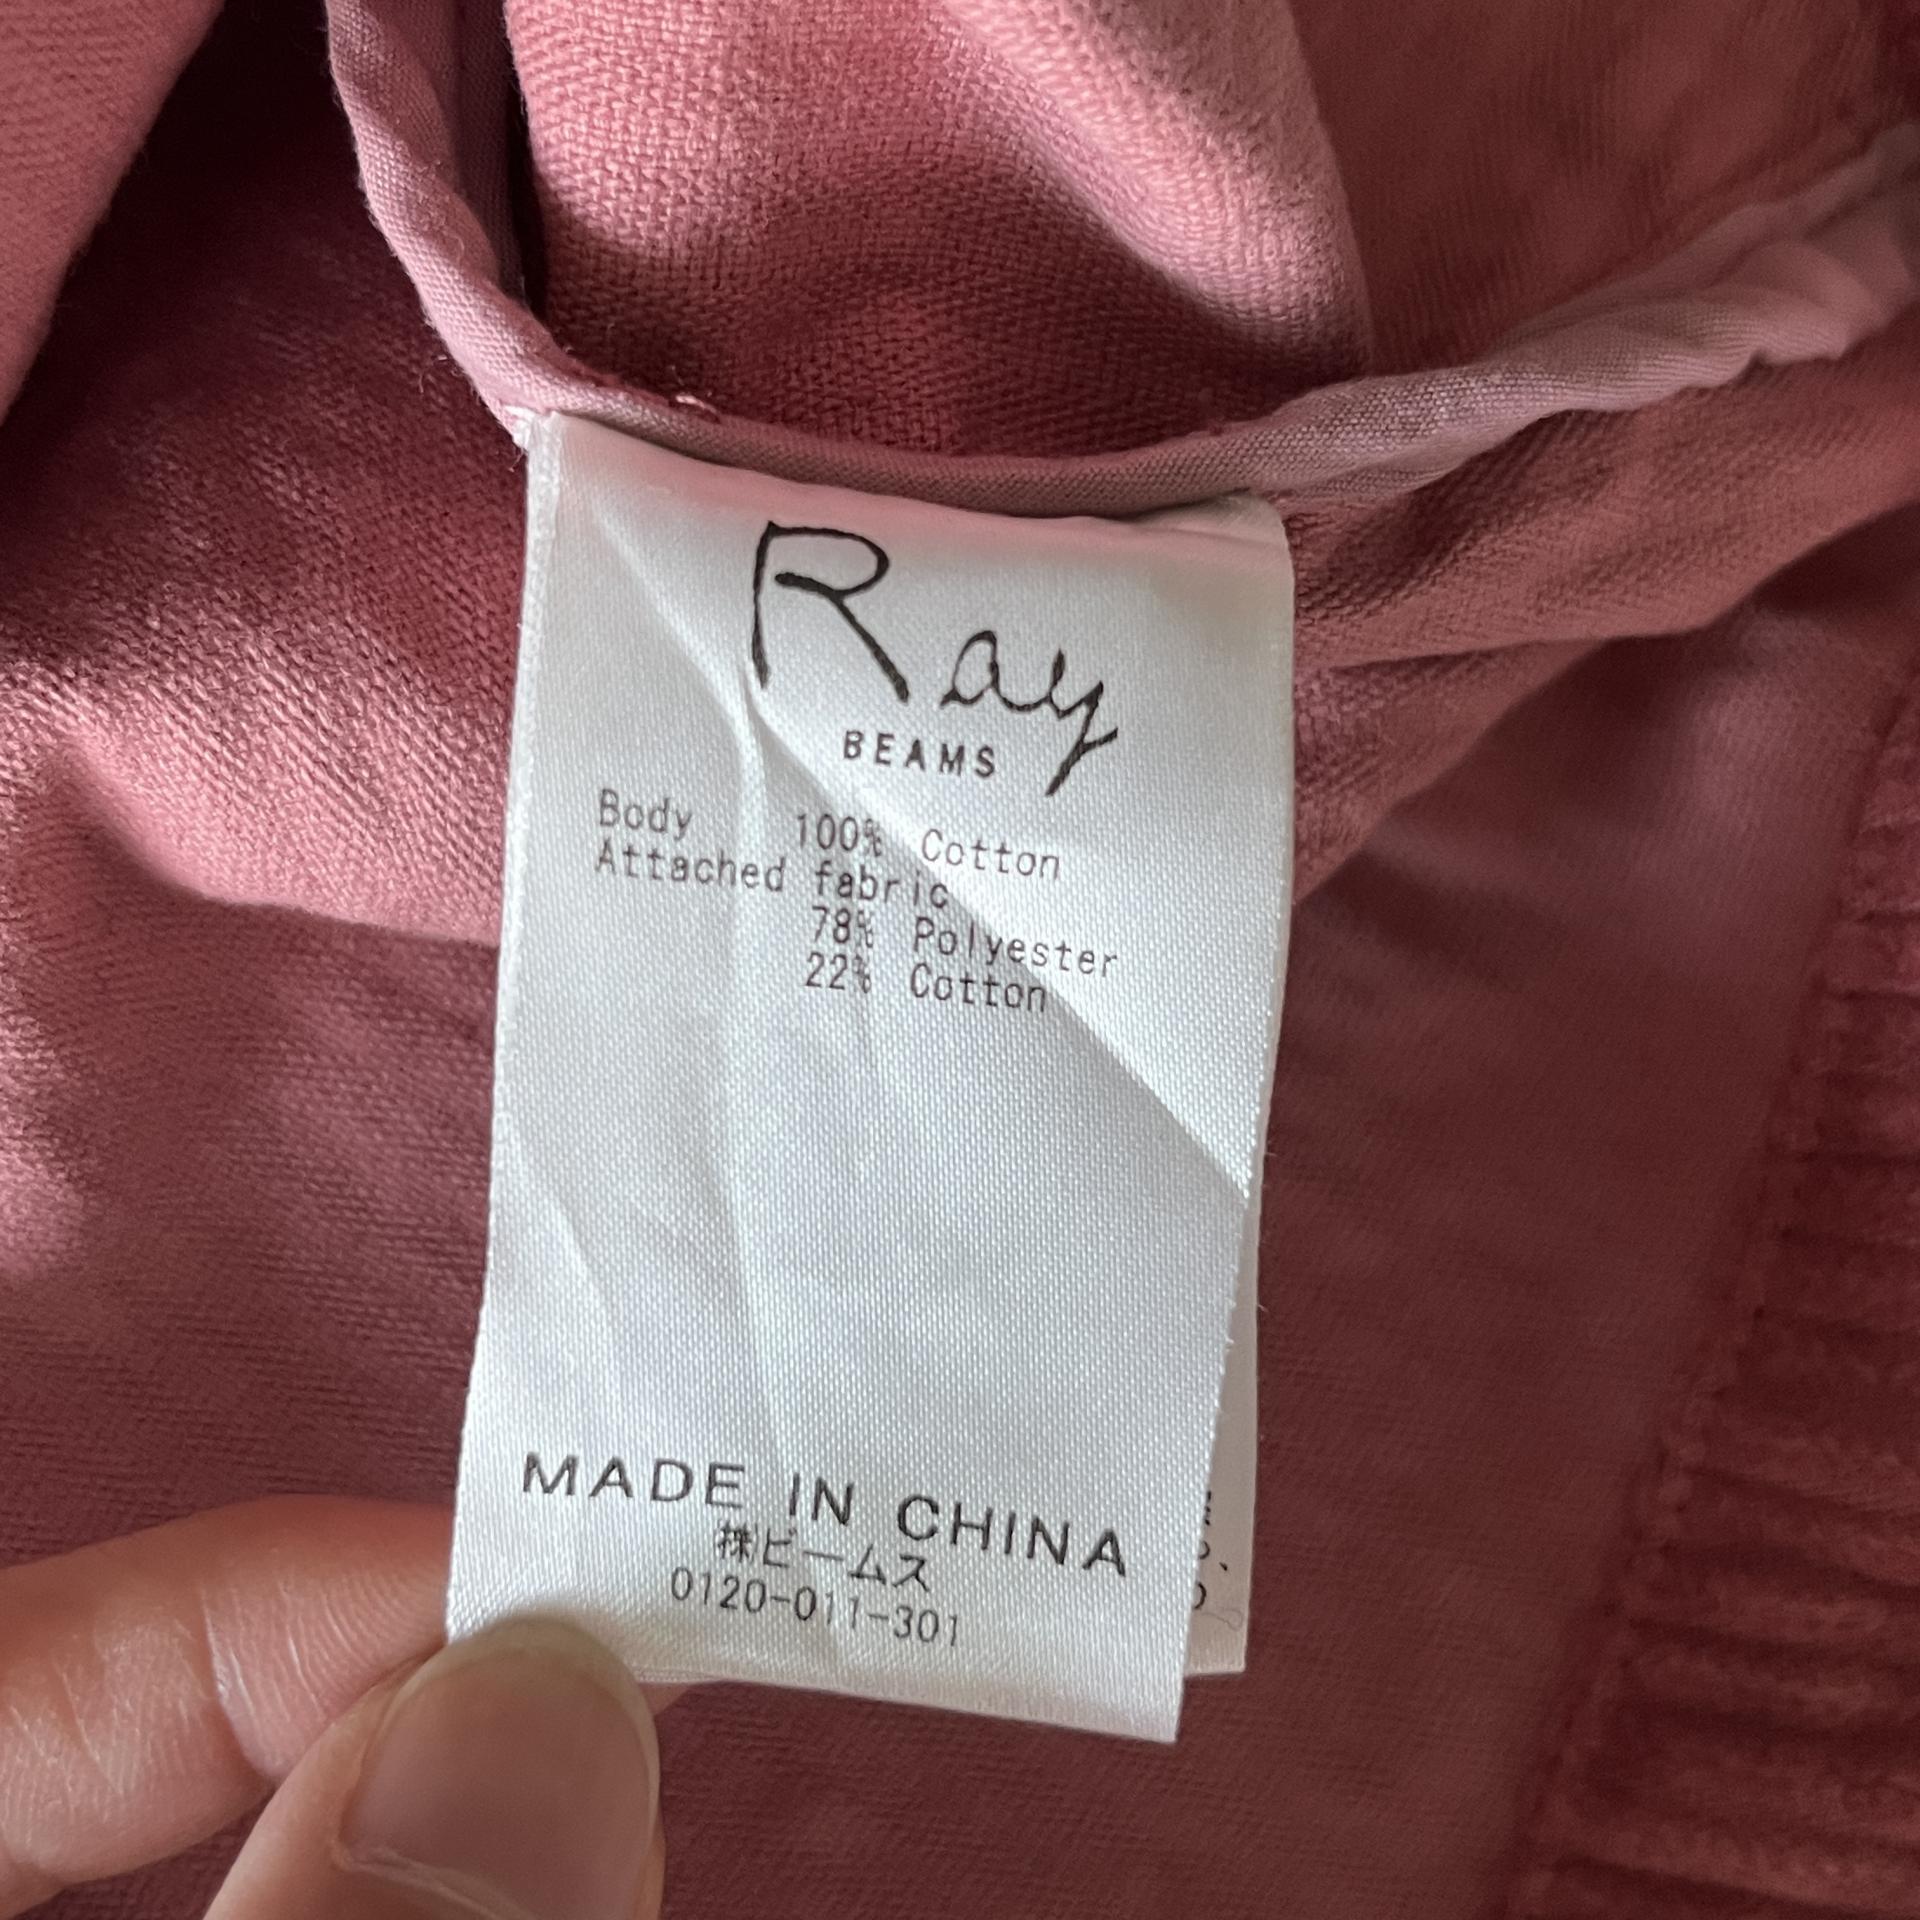 Ray
BEAMS
Body 100% Cotton
Attached fabric
78% Polyester
22% Cotton
MADE IN CHINA
㈱ビームス
0120-011-301